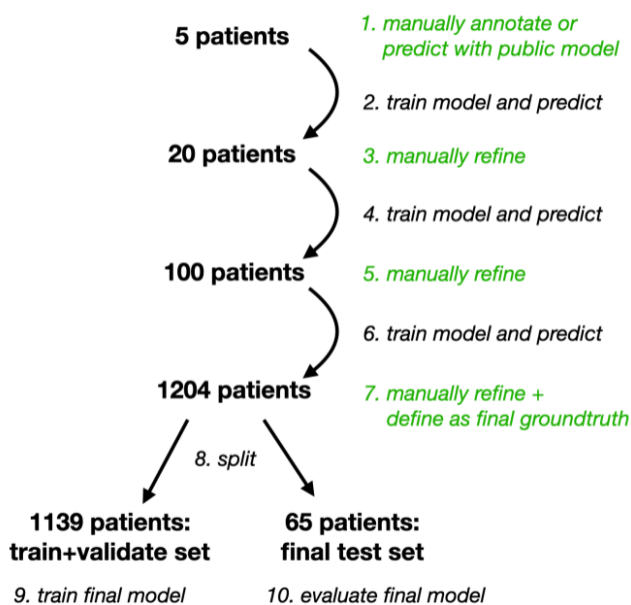 5 patients
1. manually annotate or
predict with public model
2. train model and predict
20 patients
3. manually refine
4. train model and predict
100 patients
5. manually refine
6. train model and predict
1204 patients
7. manually refine +
define as final groundtruth
8. split
1139 patients:
train+validate set
65 patients:
final test set
9. train final model
10. evaluate final model